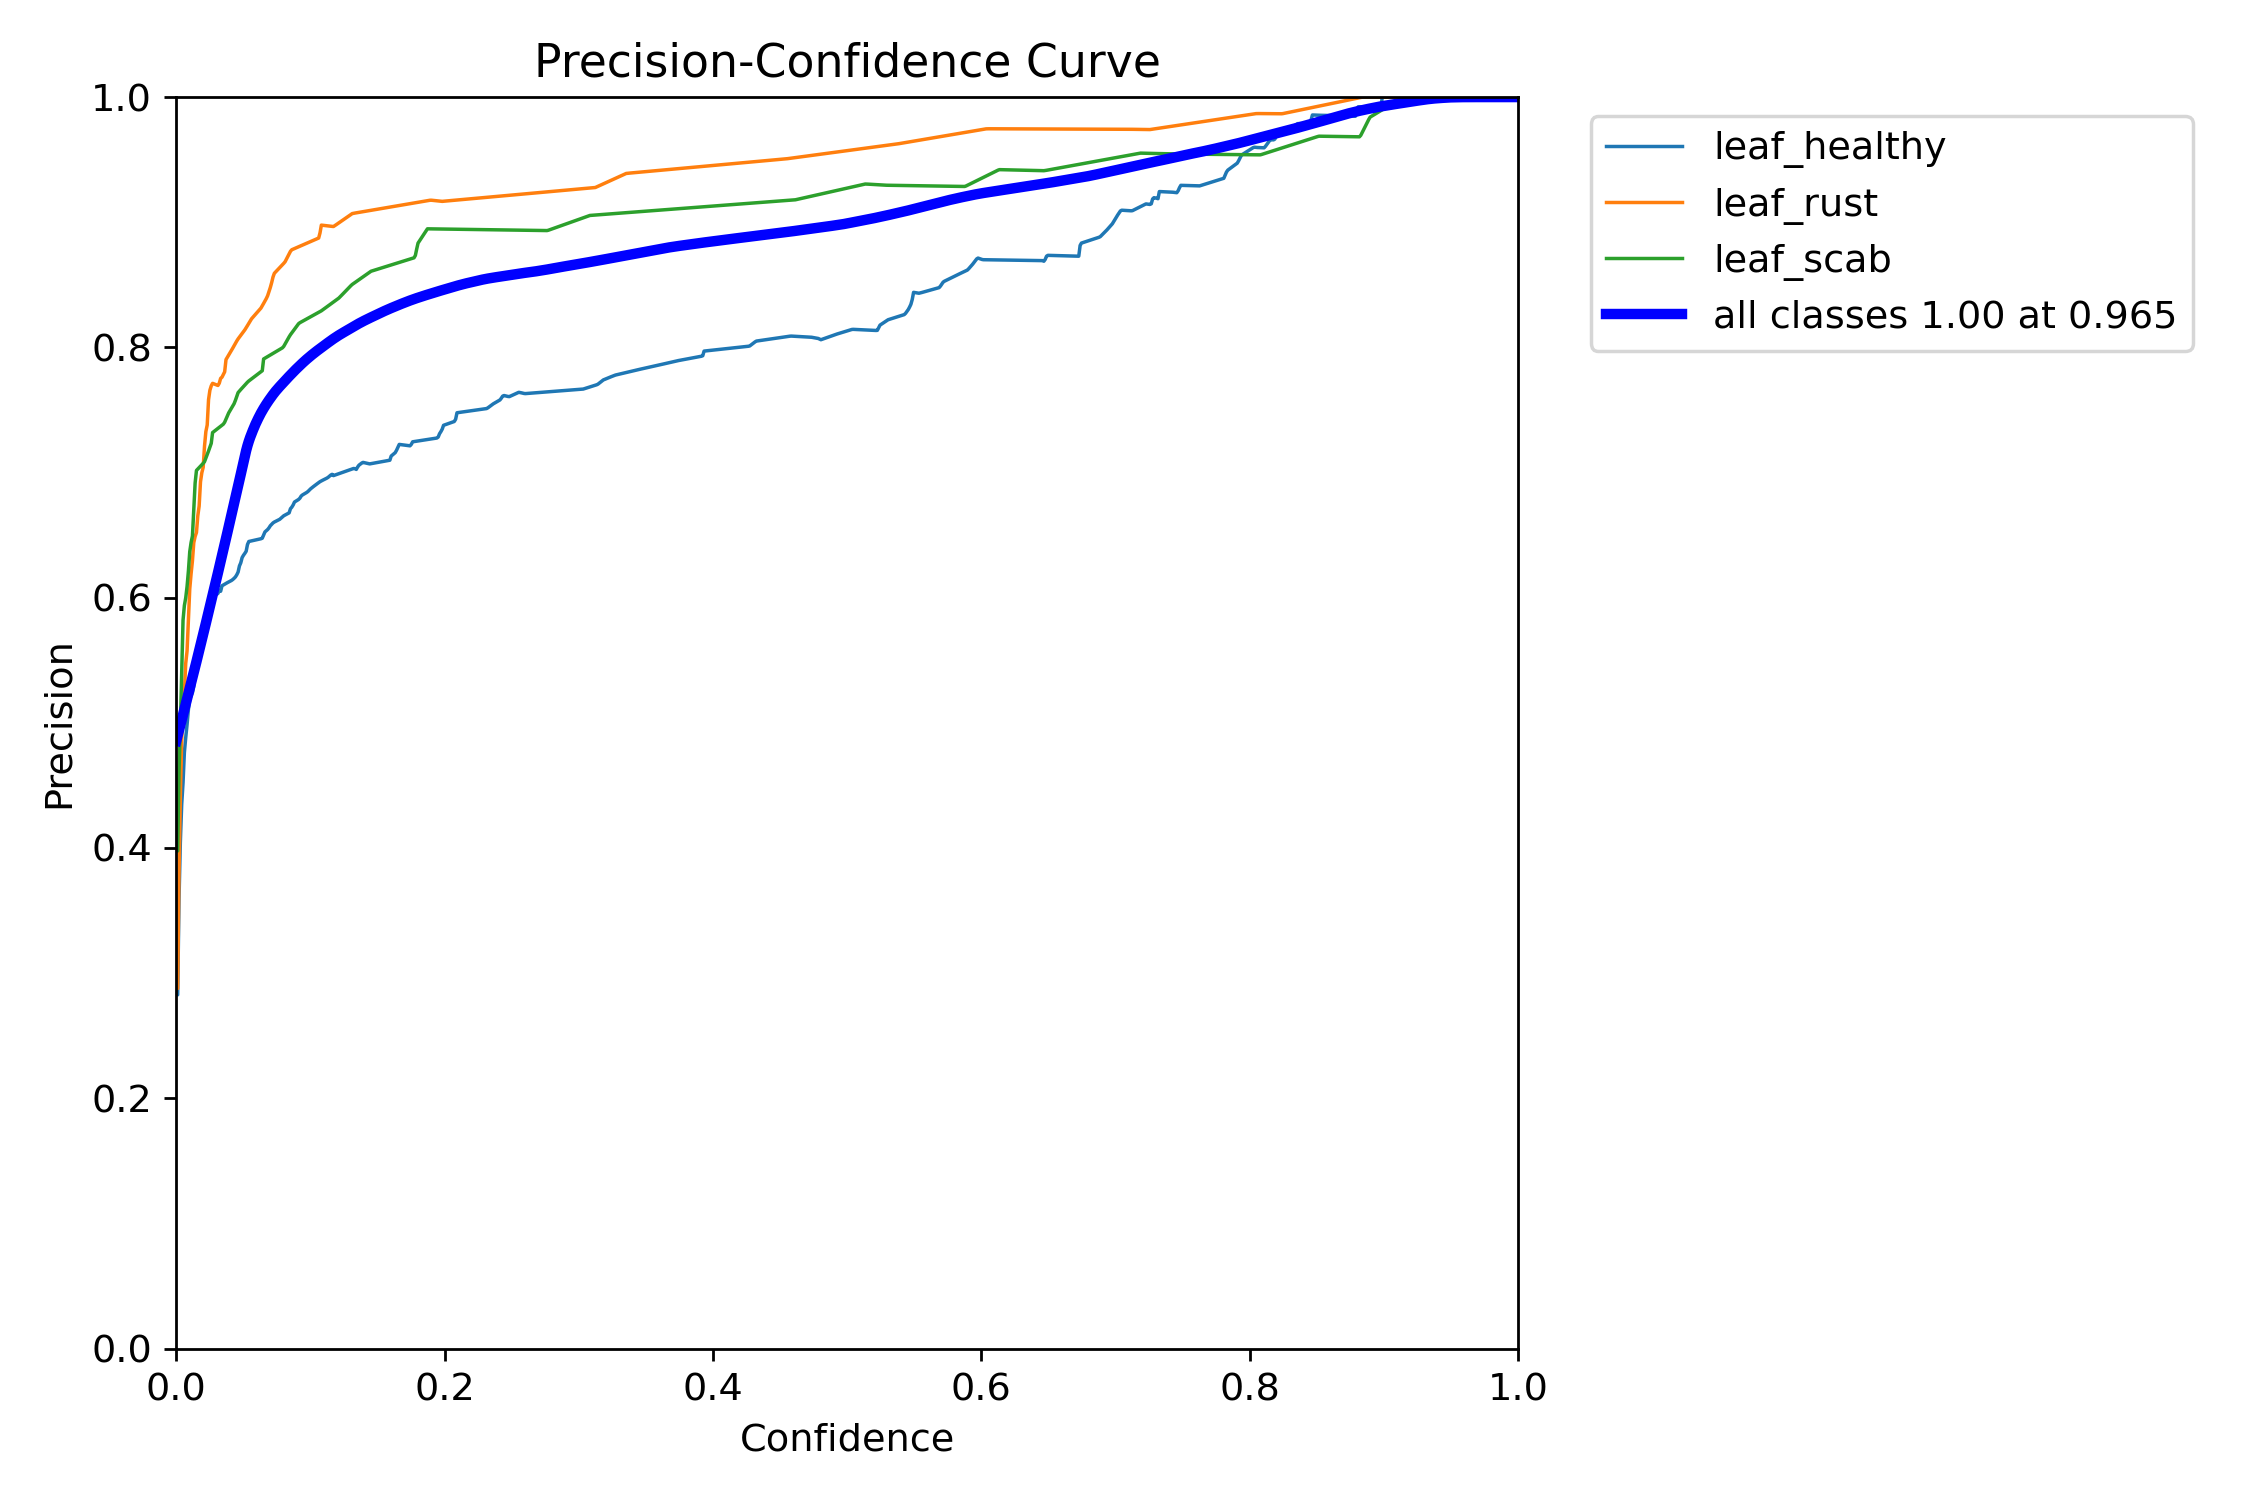 Precision-Confidence Curve
1.0
0.8
0.6
0.4
0.2
0.0
Precision
0.0 0.2 0.4 0.6 0.8 1.0
Confidence
leaf_healthy
leaf_rust
leaf_scab
all classes 1.00 at 0.965